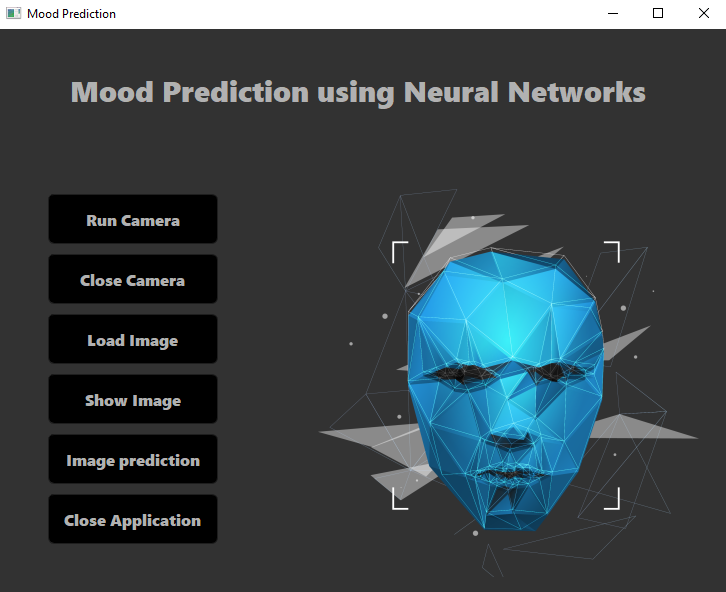 Mood Prediction
Mood Prediction using Neural Networks
Run Camera
Close Camera
Load Image
Show Image
Image prediction
Close Application